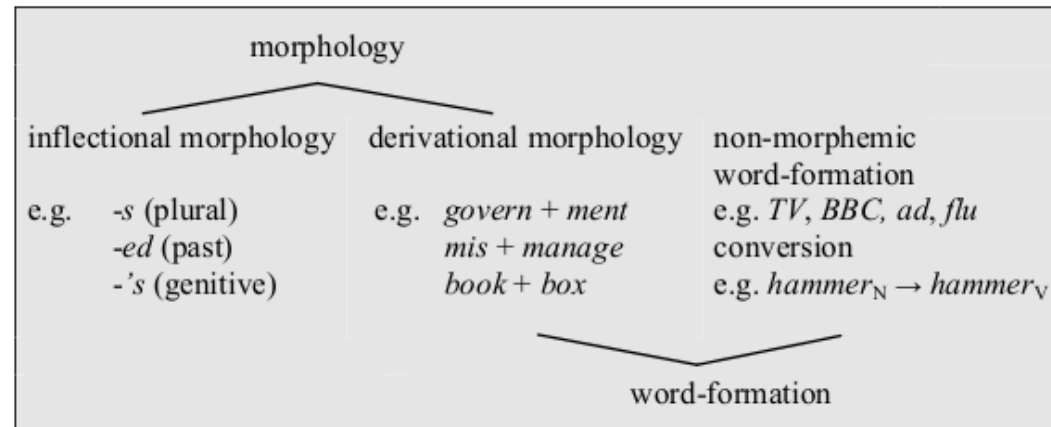 morphology
inflectional morphology derivational morphology non-morphemic
word-formation
e.g. -s (plural) e.g. govern + ment e.g. TV, BBC, ad, flu
-ed (past) mis + manage conversion
-'s (genitive) book + box e.g. hammerN → hammerV
word-formation